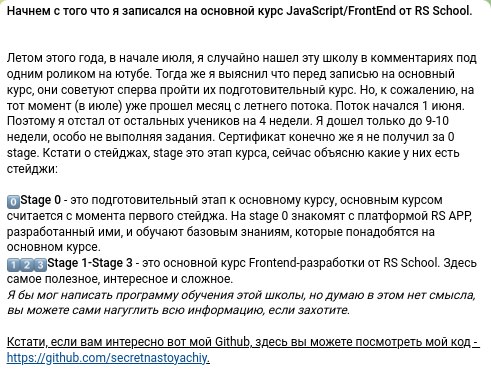 Начнем с того что я записался на основной курс JavaScript/FrontEnd от RS School.
Летом этого года, в начале июля, я случайно нашел эту школу в комментариях под
одним роликом на ютубе. Тогда же я выяснил что перед записью на основный
курс, они советуют сперва пройти их подготовительный курс. Но, к сожалению, на
тот момент (в июле) уже прошел месяц с летнего потока. Поток начался 1 июня.
Поэтому я отстал от остальных учеников на 4 недели. Я дошел только до 9-10
недели, особо не выполняя задания. Сертификат конечно же я не получил за 0
stage. Кстати о стейджах, stage это этап курса, сейчас объясню какие у них есть
стейджи:
0️⃣Stage 0 - это подготовительный этап к основному курсу, основным курсом
считается с момента первого стейджа. На stage 0 знакомят с платформой RS APP,
разработанный ими, и обучают базовым знаниям, которые понадобятся на
основном курсе.
1️⃣2️⃣3️⃣Stage 1-Stage 3 - это основной курс Frontend-разработки от RS School. Здесь
самое полезное, интересное и сложное.
Я бы мог написать программу обучения этой школы, но думаю в этом нет смысла,
вы можете сами нагуглить всю информацию, если захотите.
Кстати, если вам интересно вот мой Github, здесь вы можете посмотреть мой код -
https://github.com/secretnastoyachiy.